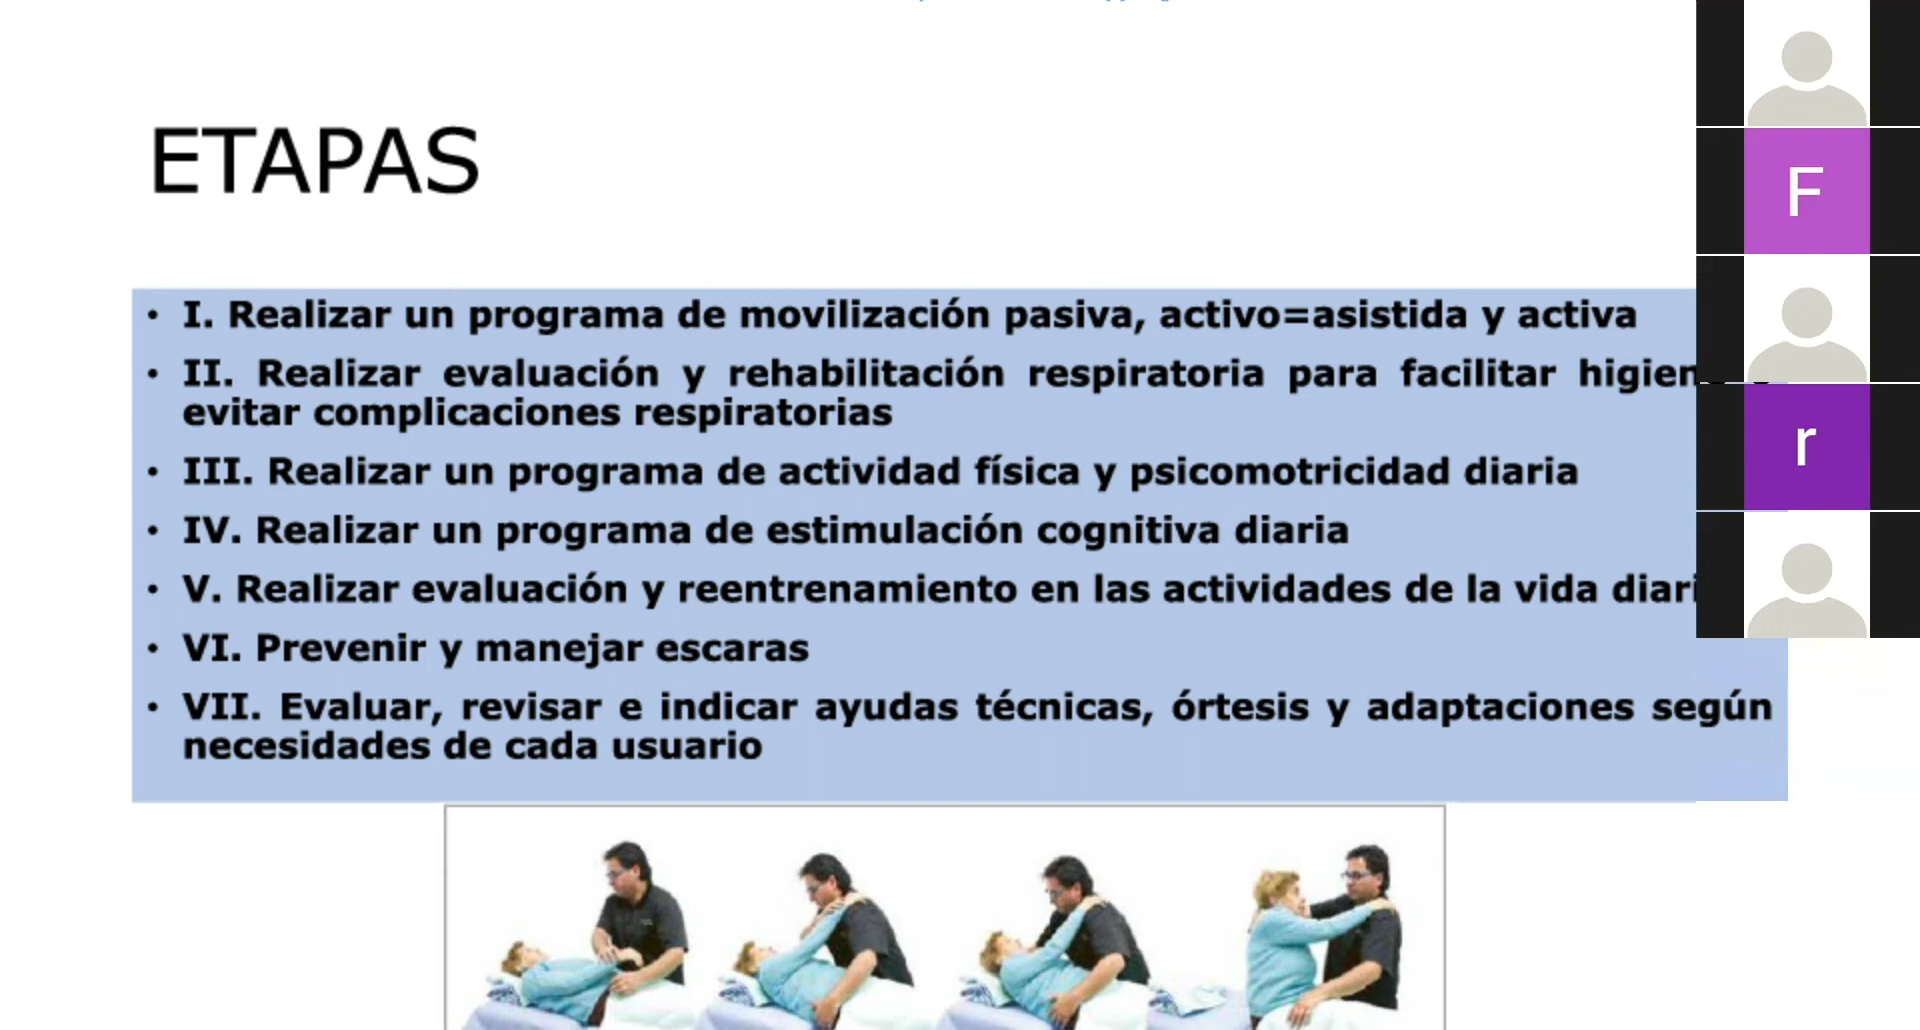 ETAPAS
• I. Realizar un programa de movilización pasiva, activo=asistida y activa
• II. Realizar evaluación y rehabilitación respiratoria para facilitar
evitar complicaciones respiratorias
• III. Realizar un programa de actividad física y psicomotricidad diaria
• IV. Realizar un programa de estimulación cognitiva diaria
• V. Realizar evaluación y reentrenamiento en las actividades de la vida
• VI. Prevenir y manejar escaras
• VII. Evaluar, revisar e indicar ayudas técnicas, órtesis y adaptaciones según
necesidades de cada usuario
F
r